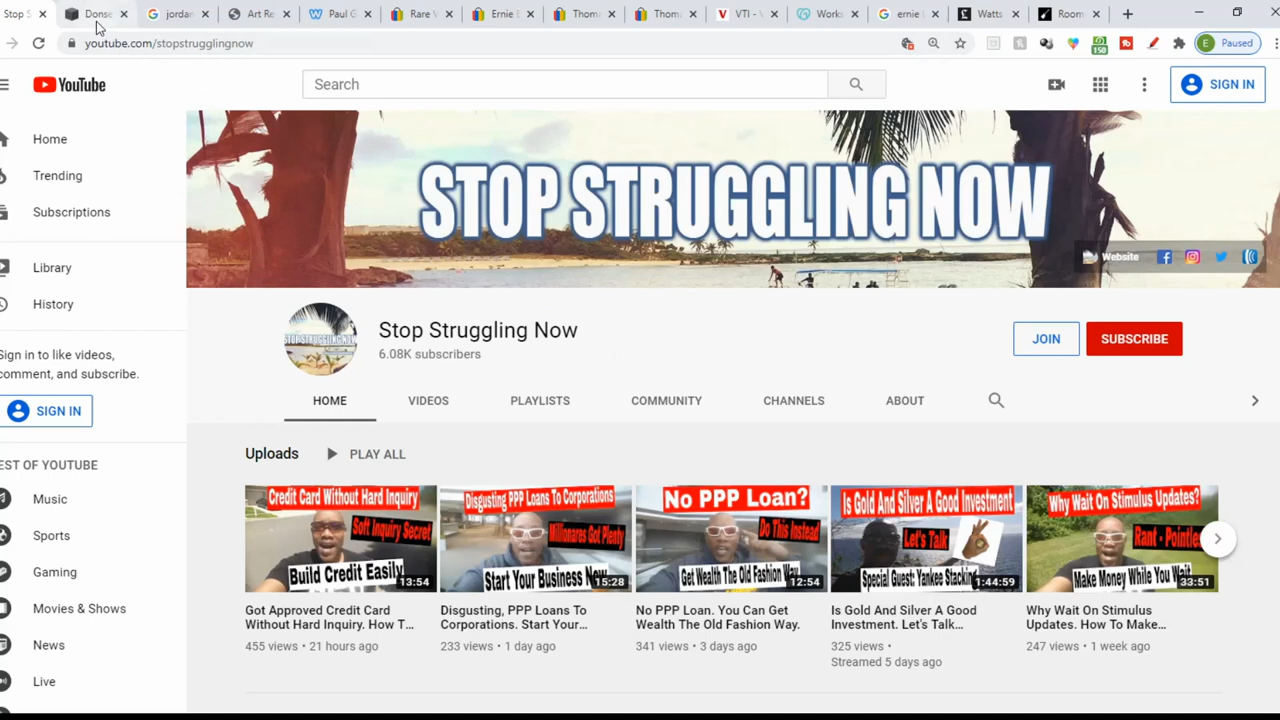 Stop S
Donse
jordan
Art Re
Paul G
Rare V
Ernie E
Thoma
Thoma
VTI - V
Works
ernie l
Watts
Room
youtube.com/stopstrugglingnow
150
E
Paused
YouTube
Search
SIGN IN
Home
Trending
Subscriptions
Library
History
Sign in to like videos,
comment, and subscribe.
SIGN IN
EST OF YOUTUBE
Music
Sports
Gaming
Movies & Shows
News
Live
STOP STRUGGLING NOW
Website
STOP STRUGGLING NOW
Stop Struggling Now
6.08K subscribers
JOIN
SUBSCRIBE
HOME
VIDEOS
PLAYLISTS
COMMUNITY
CHANNELS
ABOUT
Uploads
PLAY ALL
Credit Card Without Hard Inquiry
Soft Inquiry Secret
Build Credit Easily
13:54
Got Approved Credit Card
Without Hard Inquiry. How T...
455 views • 21 hours ago
Disgusting PPP Loans To Corporations
Millionares Got Plenty
Start Your Business Now
15:28
Disgusting, PPP Loans To
Corporations. Start Your...
233 views • 1 day ago
No PPP Loan?
Do This Instead
Get Wealth The Old Fashion Way
12:54
No PPP Loan. You Can Get
Wealth The Old Fashion Way.
341 views • 3 days ago
Is Gold And Silver A Good Investment
Let's Talk
Special Guest: Yankee Stacking
1:44:59
Is Gold And Silver A Good
Investment. Let's Talk...
325 views •
Streamed 5 days ago
Why Wait On Stimulus Updates?
Rant - Pointles
Make Money While You Wait
33:51
Why Wait On Stimulus
Updates. How To Make...
247 views • 1 week ago